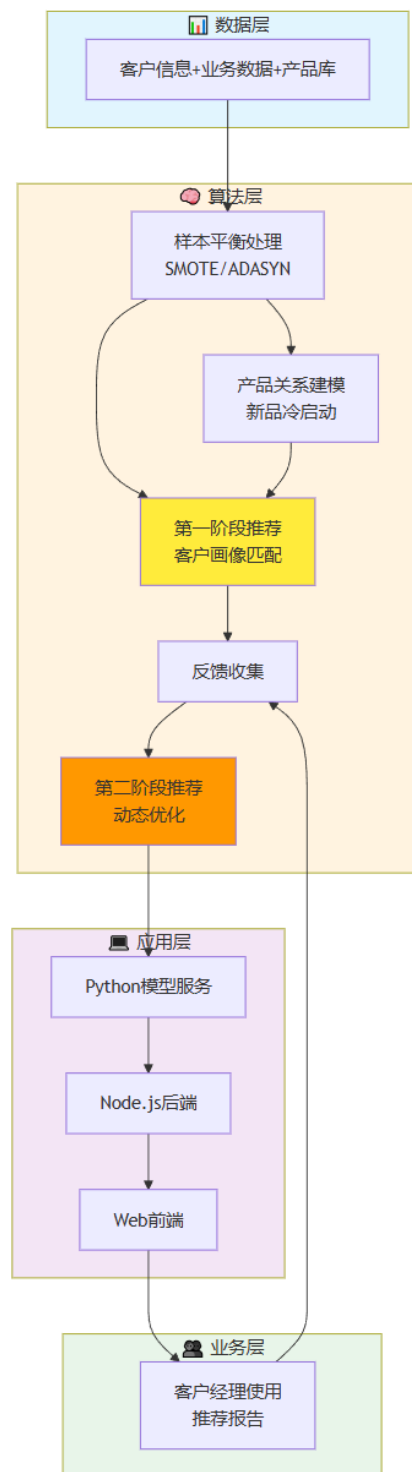 数据层
客户信息+业务数据+产品库
算法层
样本平衡处理
SMOTE/ADASYN
产品关系建模
新品冷启动
第一阶段推荐
客户画像匹配
反馈收集
第二阶段推荐
动态优化
应用层
Python模型服务
Node.js后端
Web前端
业务层
客户经理使用
推荐报告